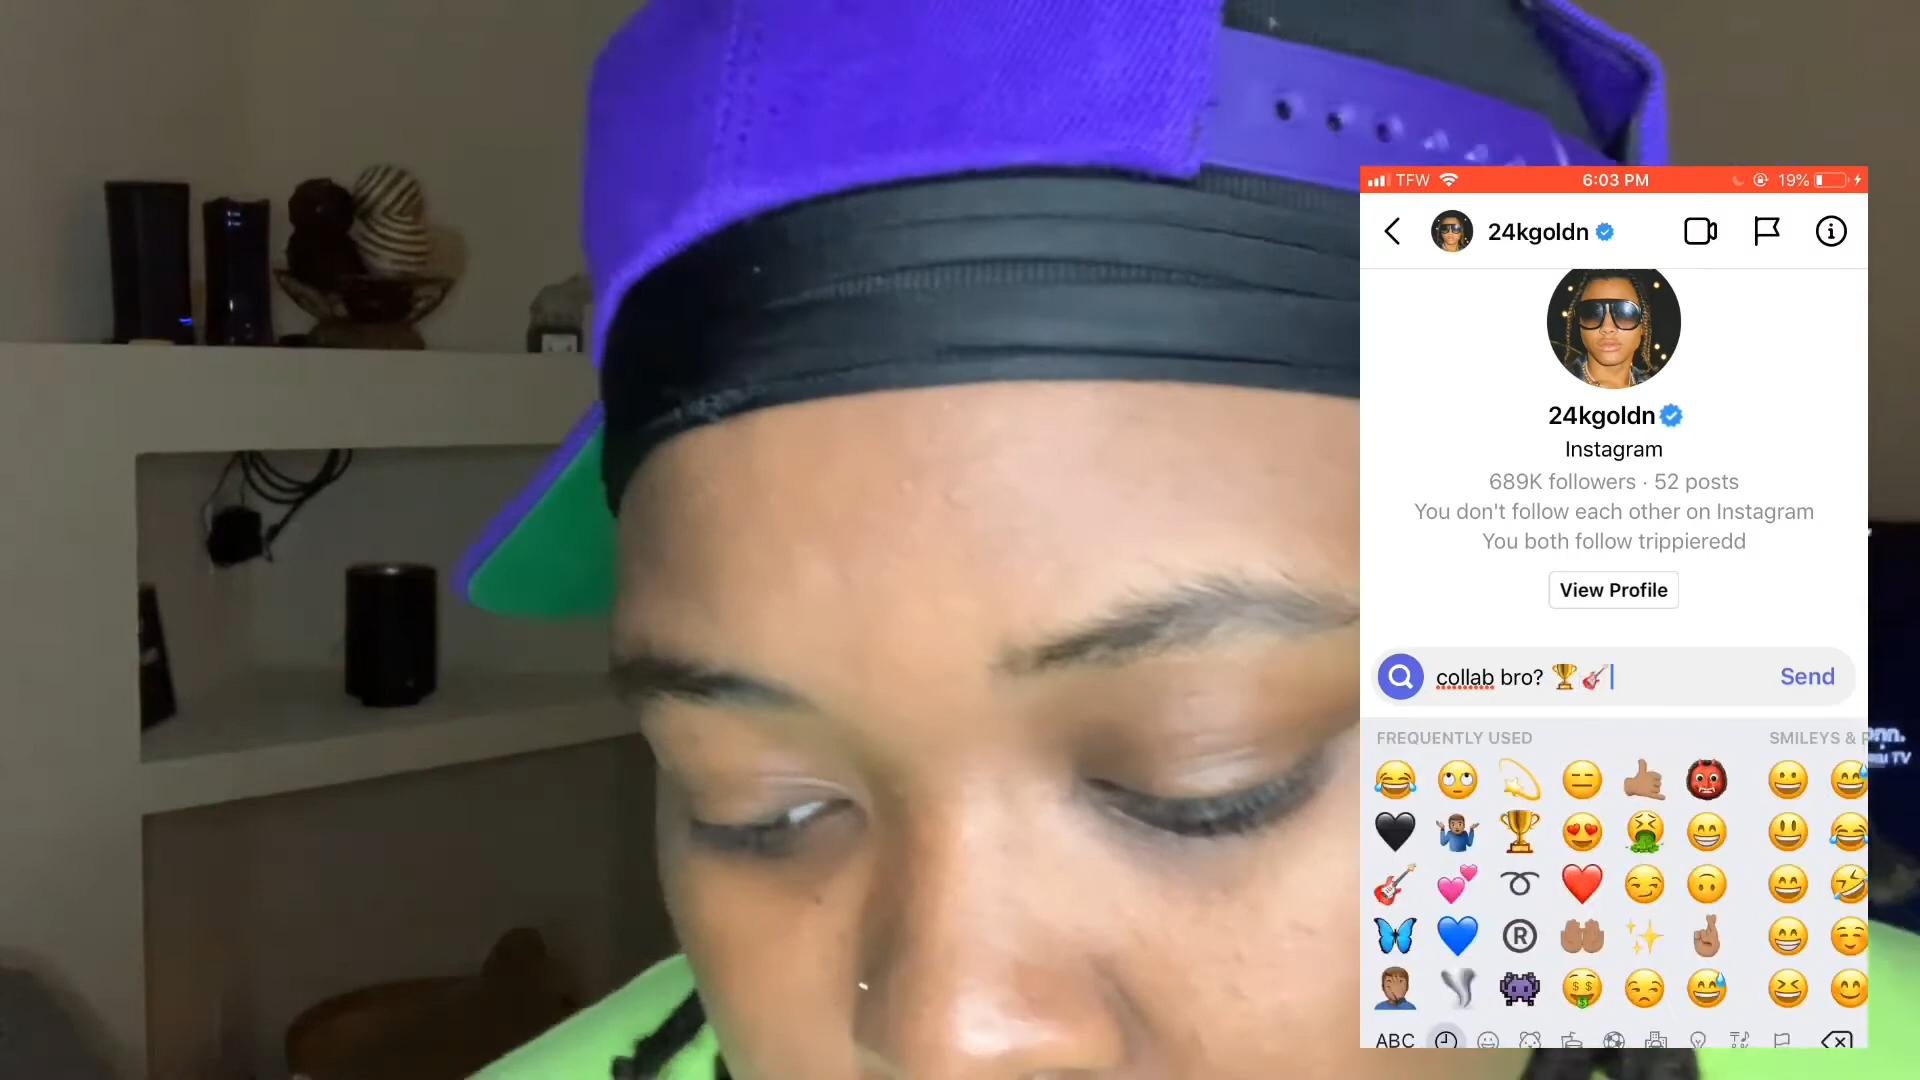 TFW 6:03 PM 19%
24kgoldn
24kgoldn
Instagram
689K followers · 52 posts
You don't follow each other on Instagram
You both follow trippieredd
View Profile
collab bro? 🏆🎸 Send
FREQUENTLY USED SMILEYS &
ABC
TV